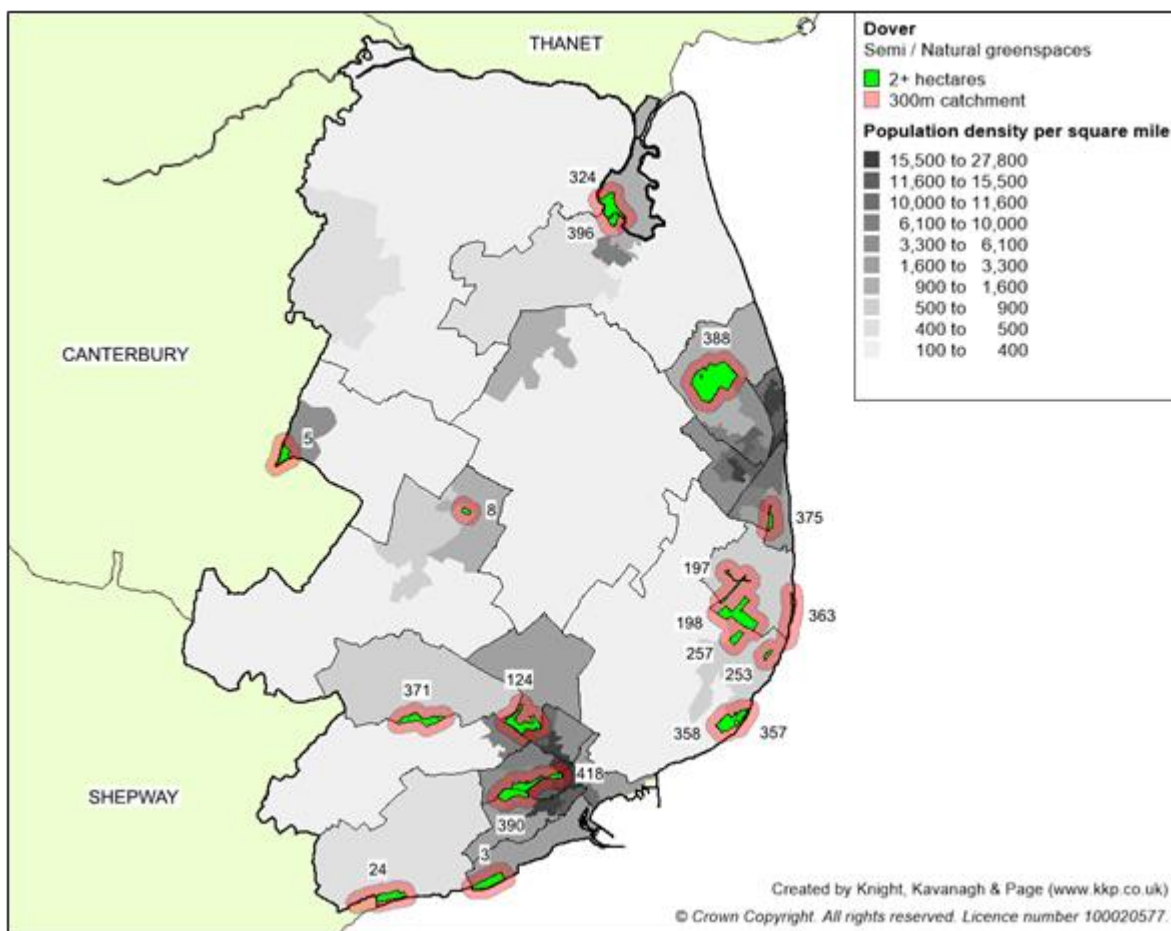 THANET
CANTERBURY
SHEPWAY
324
396
388
5
8
375
197
198
363
257
253
371
124
358
357
418
390
3
24
Dover
Semi / Natural greenspaces
2+ hectares
300m catchment
Population density per square mile
15,500 to 27,800
11,600 to 15,500
10,000 to 11,600
6,100 to 10,000
3,300 to 6,100
1,600 to 3,300
900 to 1,600
500 to 900
400 to 500
100 to 400
Created by Knight, Kavanagh & Page (www.kkp.co.uk)
© Crown Copyright. All rights reserved. Licence number 100020577.